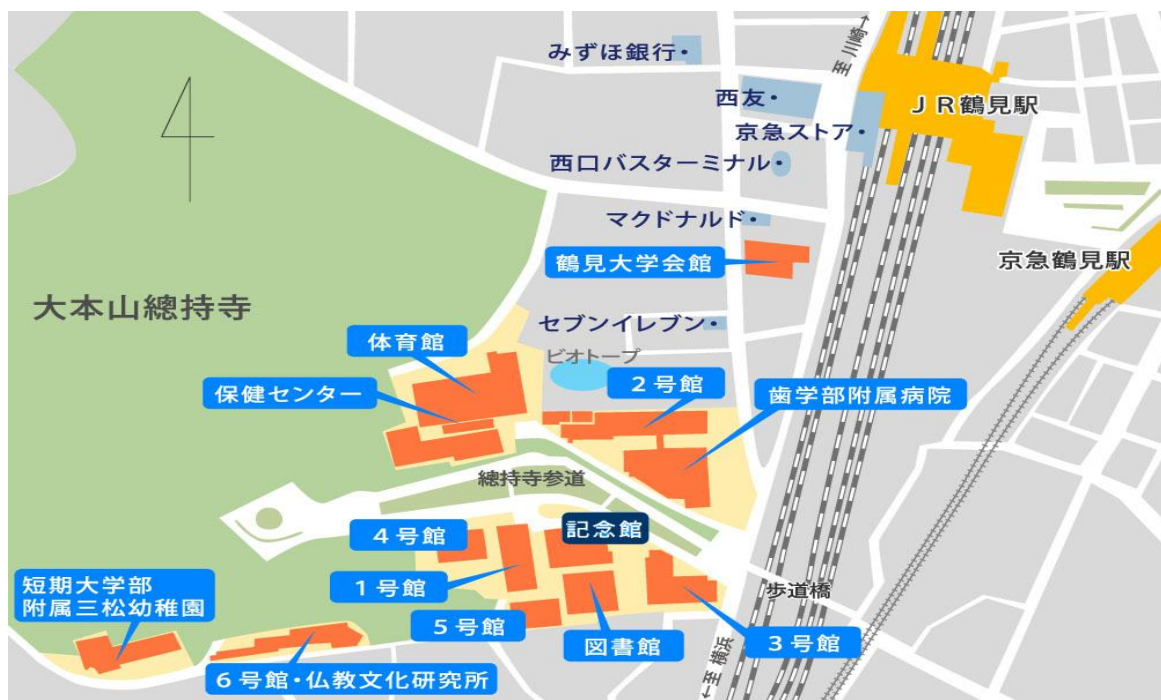 至 川崎→
みずほ銀行・
西友・
JR鶴見駅
京急ストア・
西口バスターミナル・
マクドナルド・
鶴見大学会館
京急鶴見駅
大本山總持寺
セブンイレブン・
体育館
ビオトープ
2号館
保健センター
歯学部附属病院
總持寺参道
記念館
4号館
1号館
歩道橋
短期大学部
附属三松幼稚園
5号館
図書館
3号館
←至 横浜
6号館・仏教文化研究所